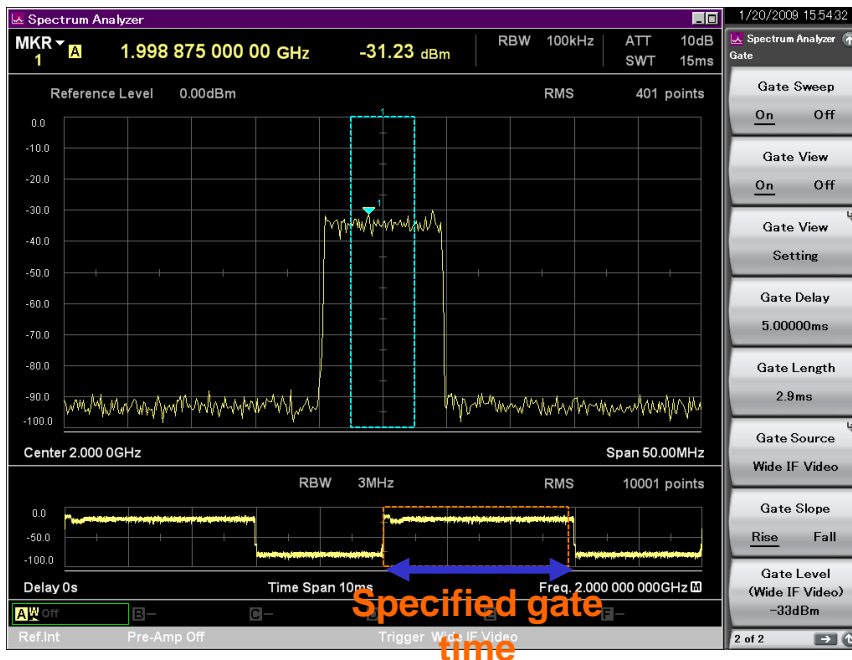 Spectrum Analyzer
MKR
1
A
1.998 875 000 00 GHz
-31.23 dBm
RBW 100kHz
ATT 10dB
SWT 15ms
Reference Level 0.00dBm
RMS 401 points
1
0.0
-10.0
-20.0
-30.0
1
-40.0
-50.0
-60.0
-70.0
-80.0
-90.0
-100.0
Center 2.000 0GHz
Span 50.00MHz
RBW 3MHz
RMS 10001 points
0.0
-50.0
-100.0
Delay 0s
Time Span 10ms
Freq. 2.000 000 000GHz
Specified gate
time
A W Off
B —
C —
F —
Ref.Int
Pre-Amp Off
Trigger Wide IF Video
1/20/2009 15:54:32
Spectrum Analyzer
Gate
Gate Sweep
On Off
Gate View
On Off
Gate View
Setting
Gate Delay
5.00000ms
Gate Length
2.9ms
Gate Source
Wide IF Video
Gate Slope
Rise Fall
Gate Level
(Wide IF Video)
-33dBm
2 of 2